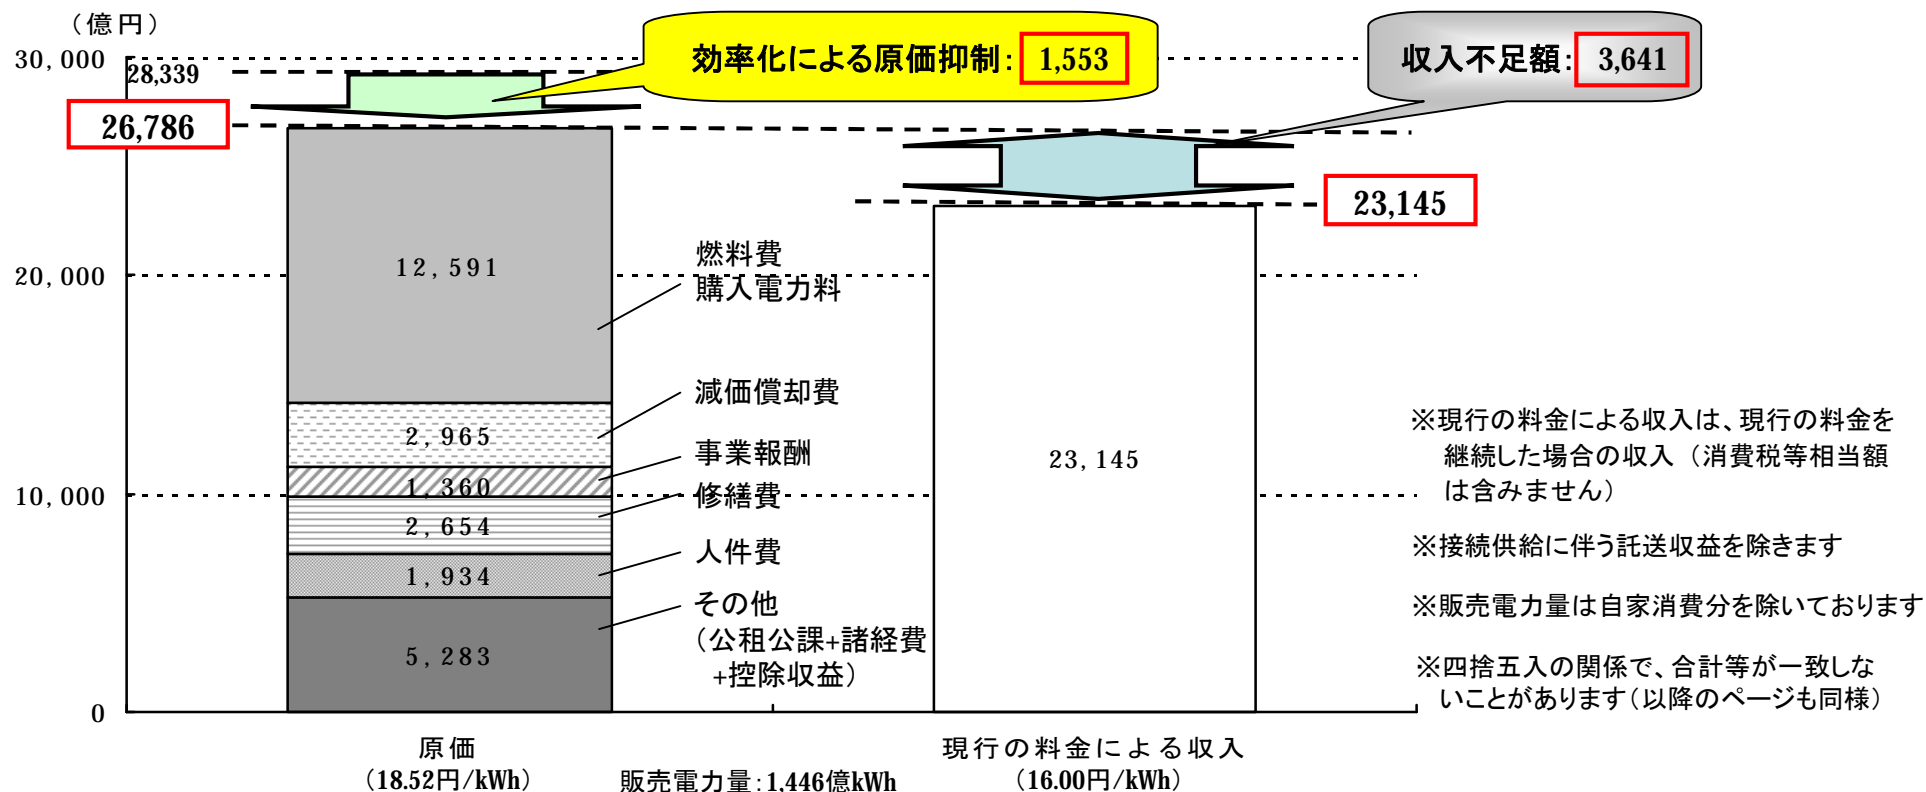 （億円）
30,000
28,339
26,786
効率化による原価抑制： 1,553
収入不足額： 3,641
23,145
20,000
10,000
0
12,591
2,965
1,360
2,654
1,934
5,283
燃料費
購入電力料
減価償却費
事業報酬
修繕費
人件費
その他
（公租公課+諸経費
+控除収益）
23,145
※現行の料金による収入は、現行の料金を
継続した場合の収入（消費税等相当額
は含みません）
※接続供給に伴う託送収益を除きます
※販売電力量は自家消費分を除いております
※四捨五入の関係で、合計等が一致しな
いことがあります（以降のページも同様）
原価
（18.52円/kWh）
販売電力量：1,446億kWh
現行の料金による収入
（16.00円/kWh）